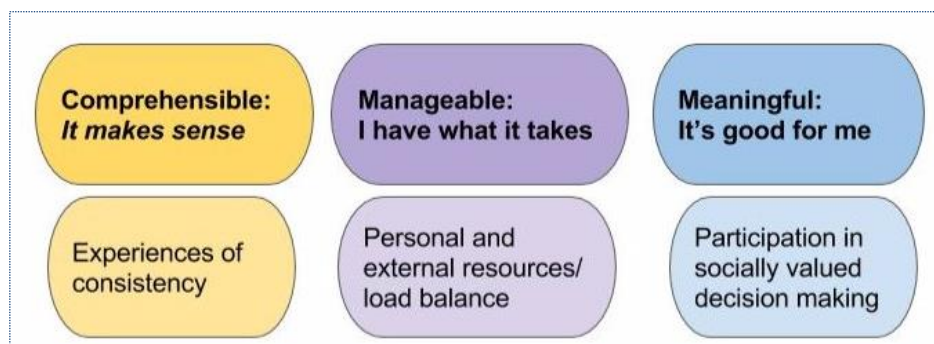 Comprehensible:
It makes sense
Manageable:
I have what it takes
Meaningful:
It's good for me
Experiences of
consistency
Personal and
external resources/
load balance
Participation in
socially valued
decision making